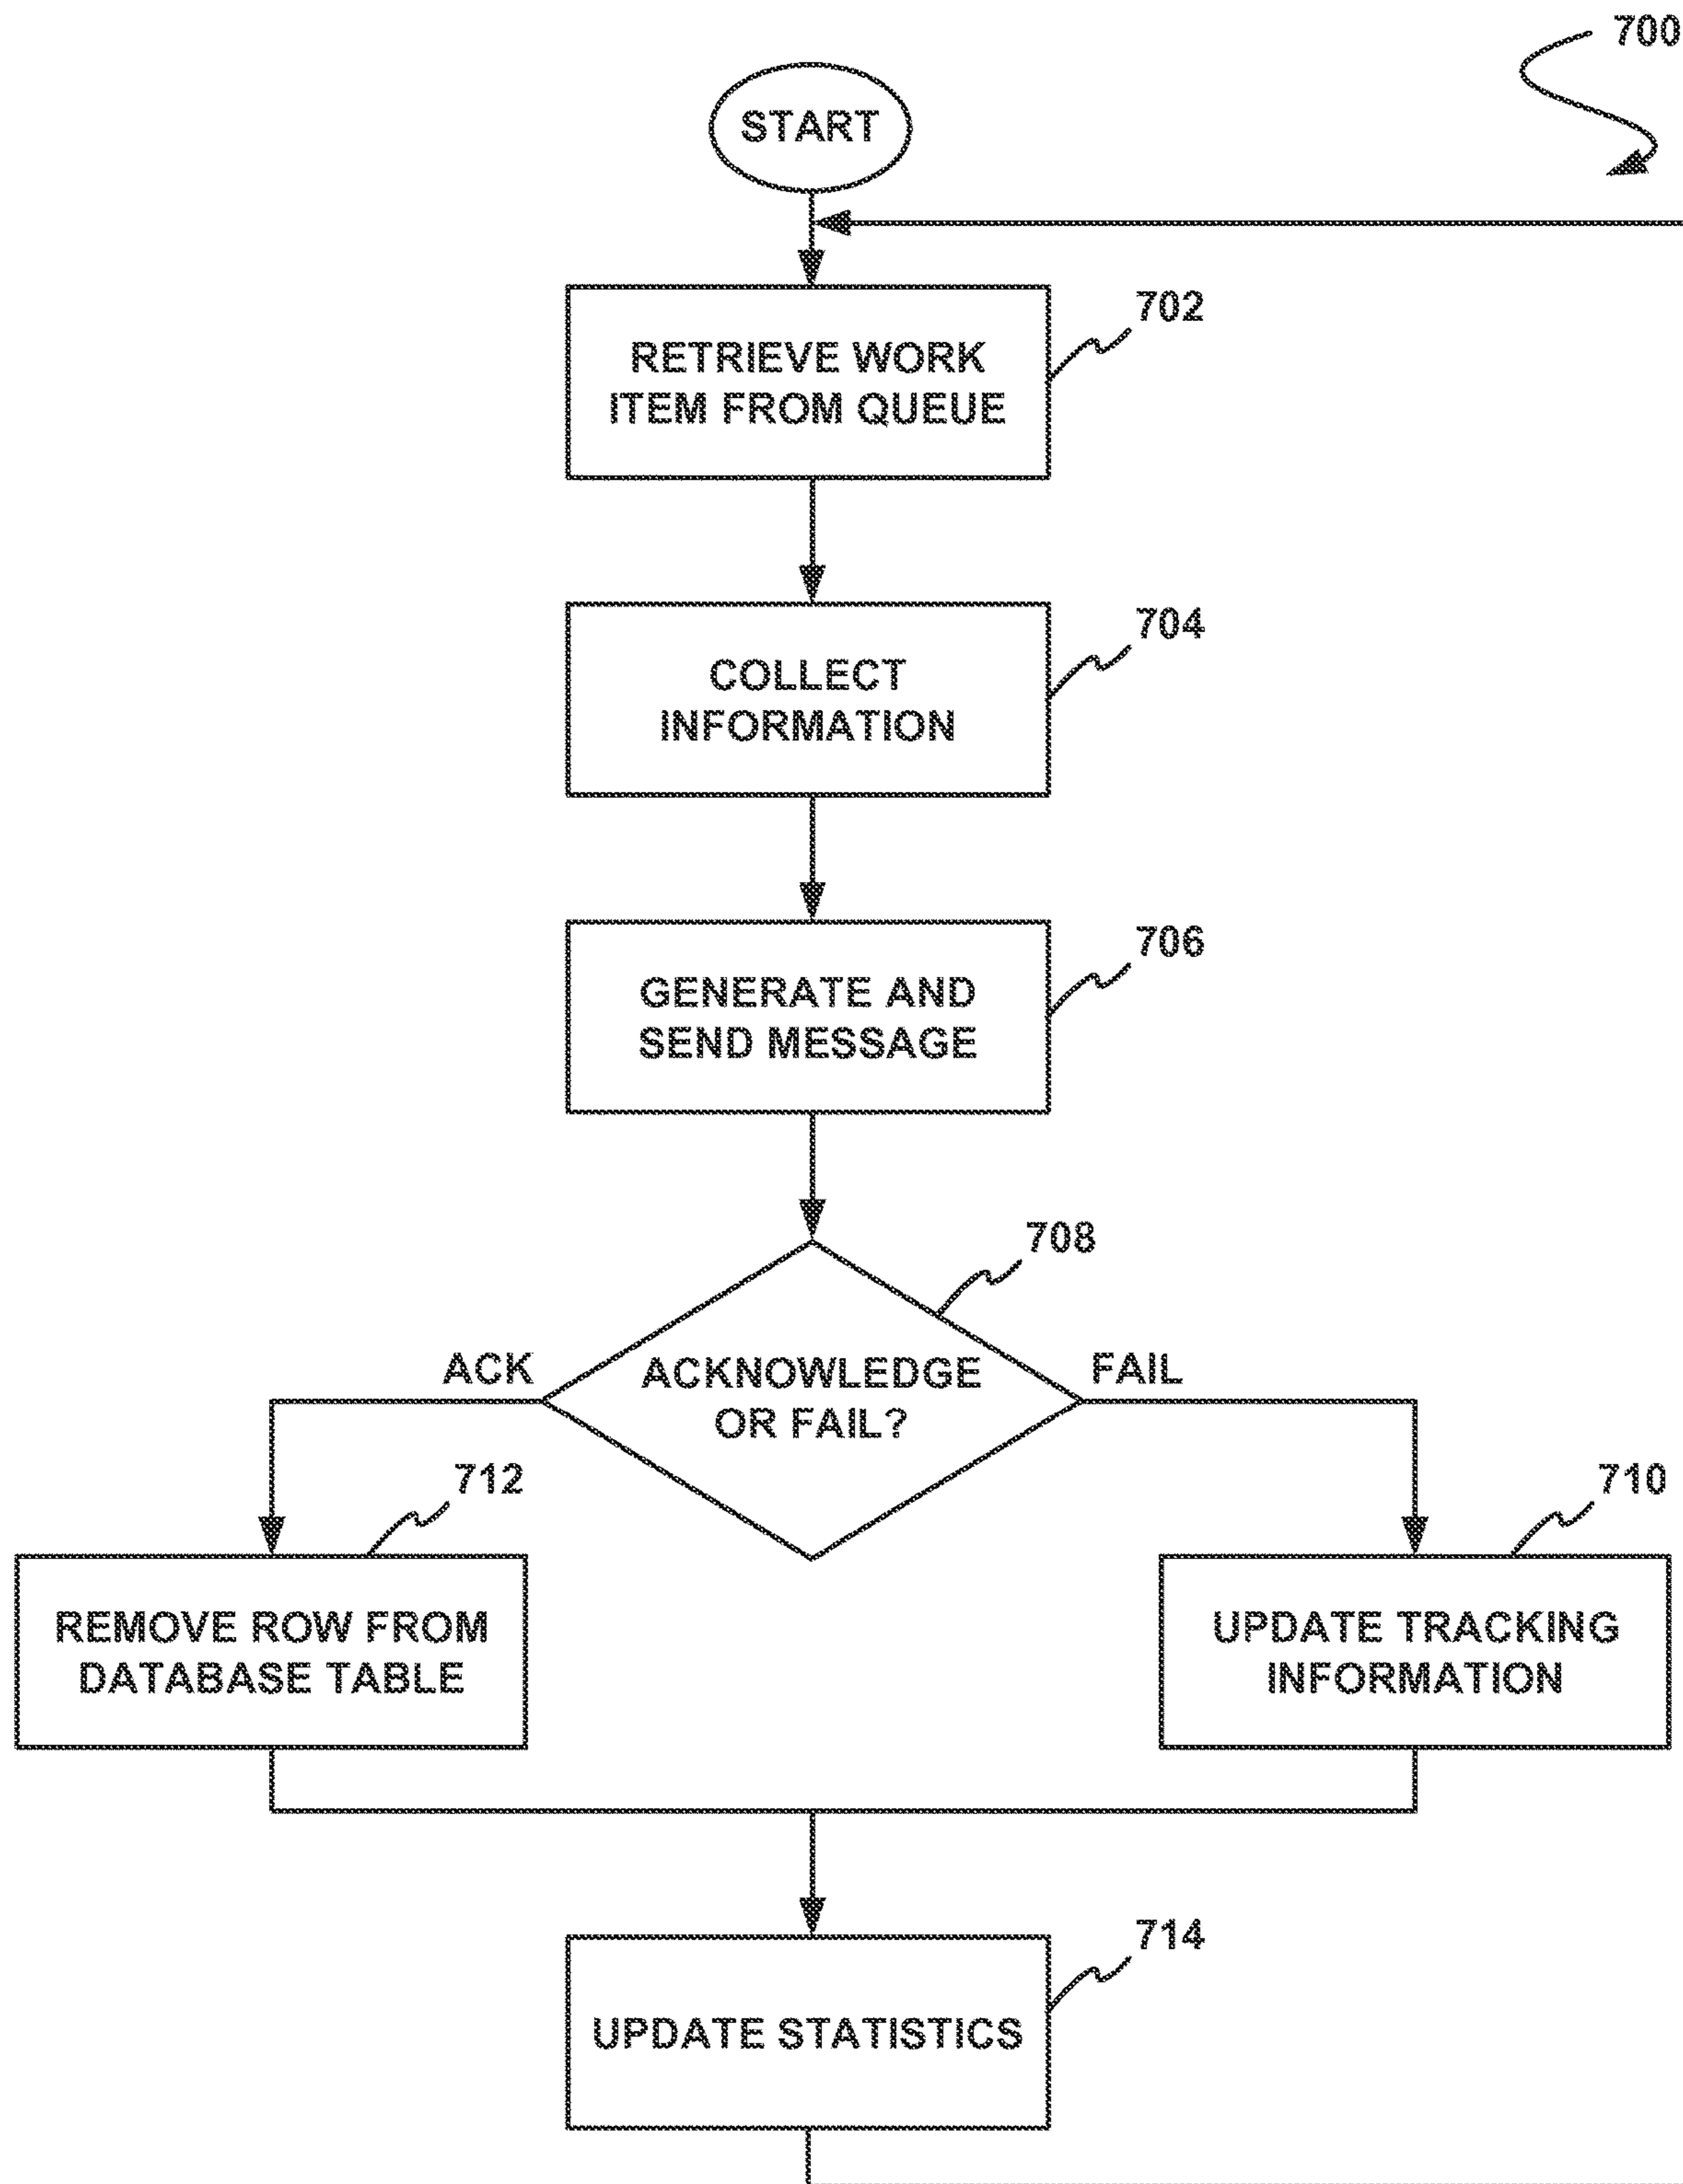 700
START
702
RETRIEVE WORK
ITEM FROM QUEUE
704
COLLECT
INFORMATION
706
GENERATE AND
SEND MESSAGE
708
ACK
ACKNOWLEDGE
OR FAIL?
FAIL
712
710
REMOVE ROW FROM
DATABASE TABLE
UPDATE TRACKING
INFORMATION
714
UPDATE STATISTICS